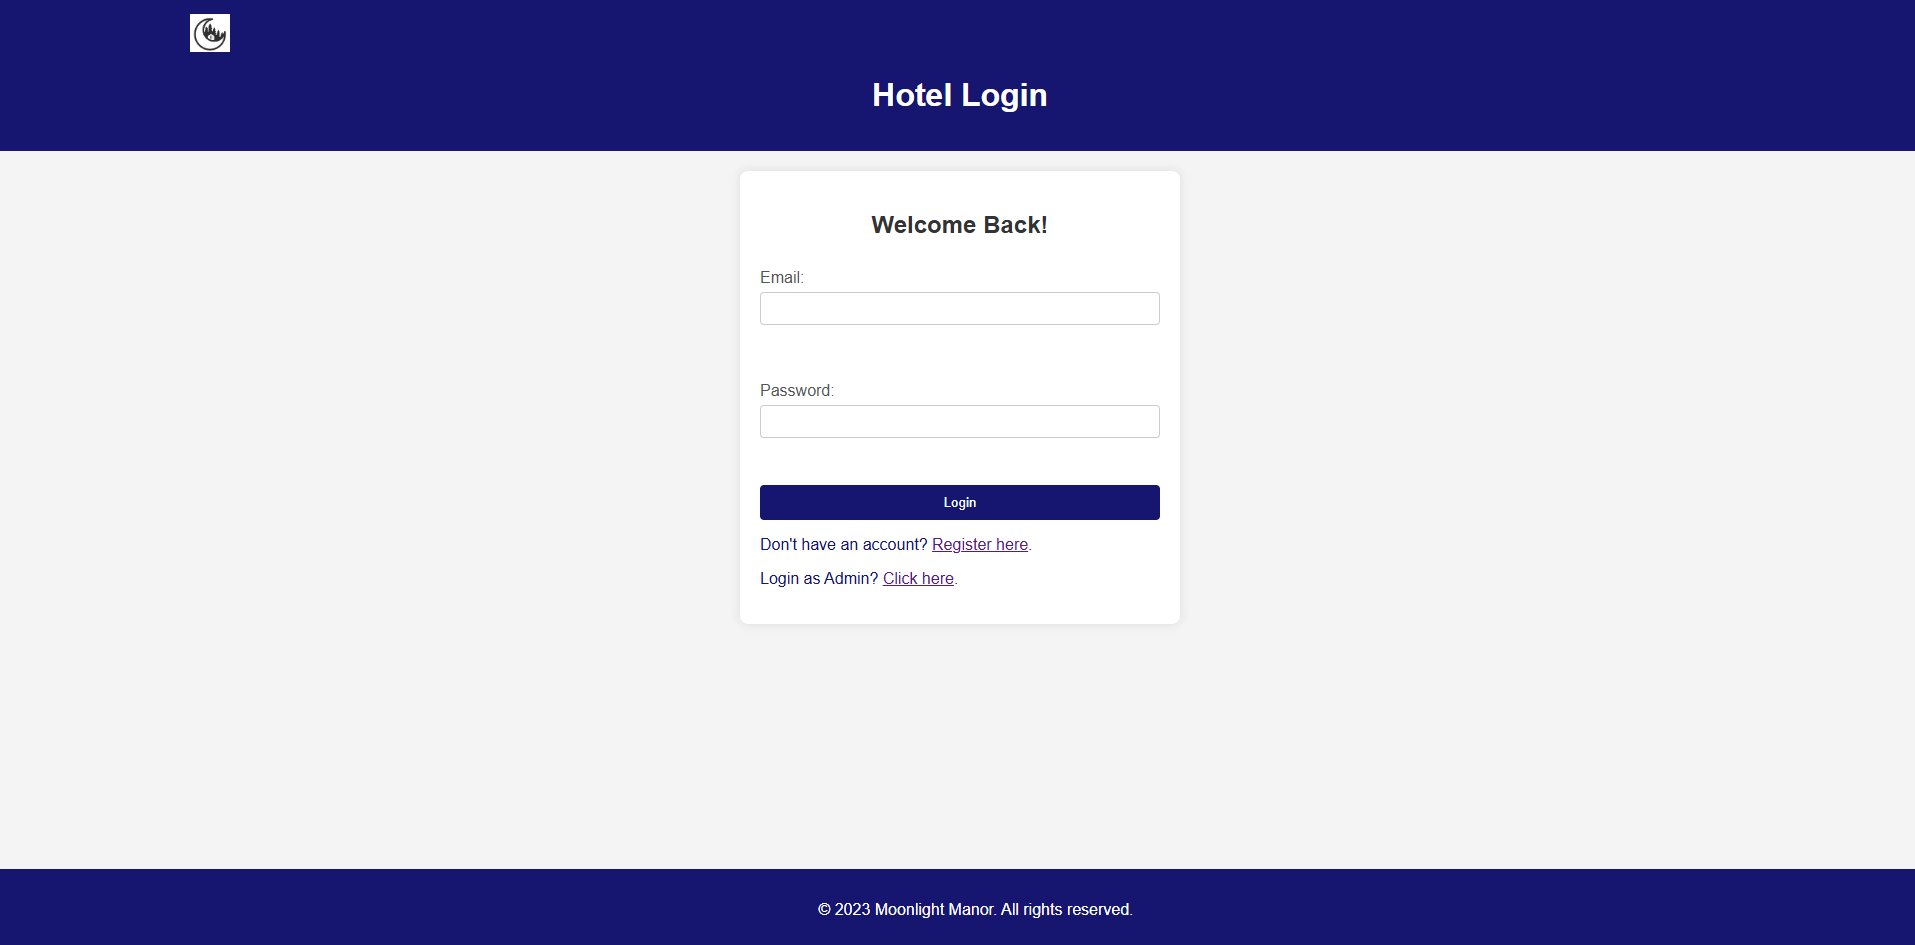 Hotel Login
Welcome Back!
Email:
Password:
Login
Don't have an account? Register here.
Login as Admin? Click here.
© 2023 Moonlight Manor. All rights reserved.